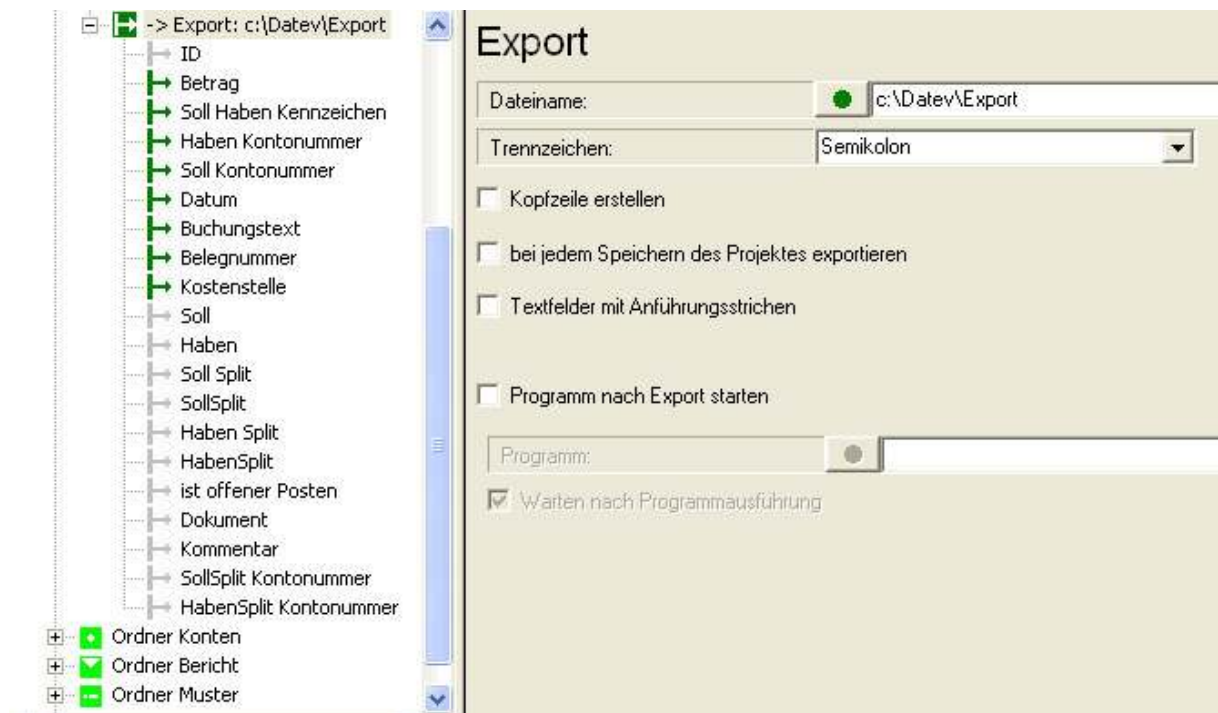 -> Export: c:\Datev\Export
ID
Betrag
Soll Haben Kennzeichen
Haben Kontonummer
Soll Kontonummer
Datum
Buchungstext
Belegnummer
Kostenstelle
Soll
Haben
Soll Split
SollSplit
Haben Split
HabenSplit
ist offener Posten
Dokument
Kommentar
SollSplit Kontonummer
HabenSplit Kontonummer
Ordner Konten
Ordner Bericht
Ordner Muster
Export
Dateiname: c:\Datev\Export
Trennzeichen: Semikolon
Kopfzeile erstellen
bei jedem Speichern des Projektes exportieren
Textfelder mit Anführungsstrichen
Programm nach Export starten
Programm:
Warten nach Programmausführung